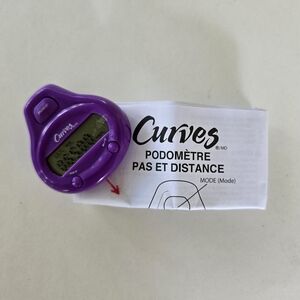 Curves
Curves
®/MD
PODOMÈTRE
PAS ET DISTANCE
MODE (Mode)